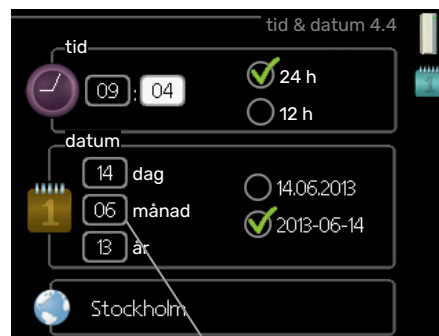 tid & datum 4.4
tid
09 : 04
24 h
12 h
datum
14 dag
06 månad
13 år
14.06.2013
2013-06-14
1
Stockholm